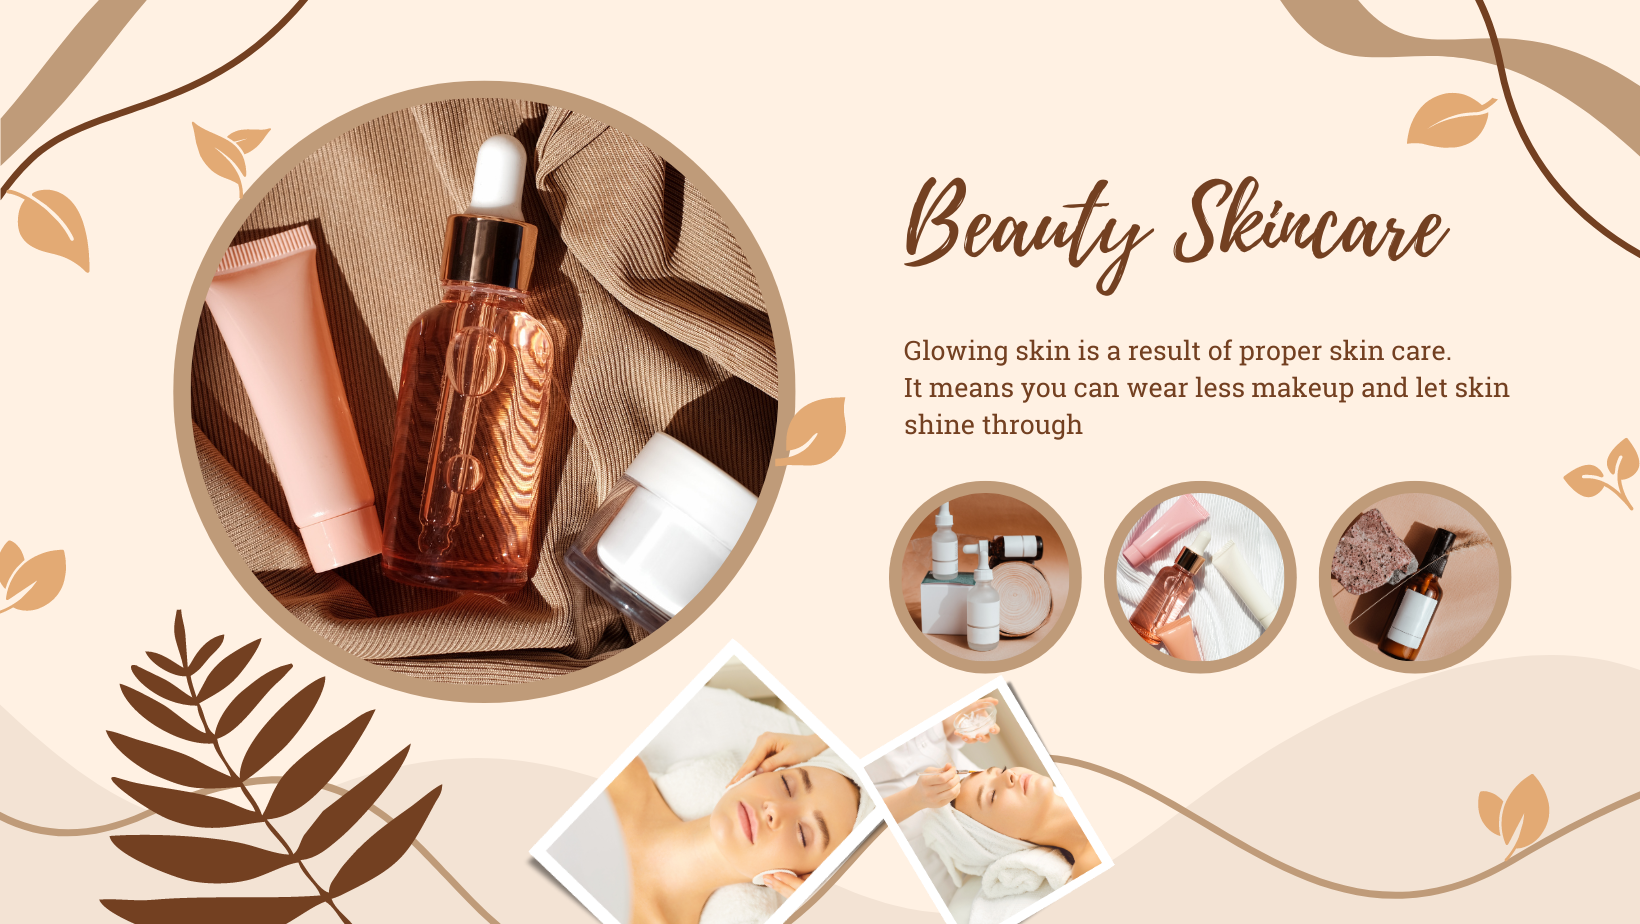 Beauty Skincare
Glowing skin is a result of proper skin care.
It means you can wear less makeup and let skin
shine through